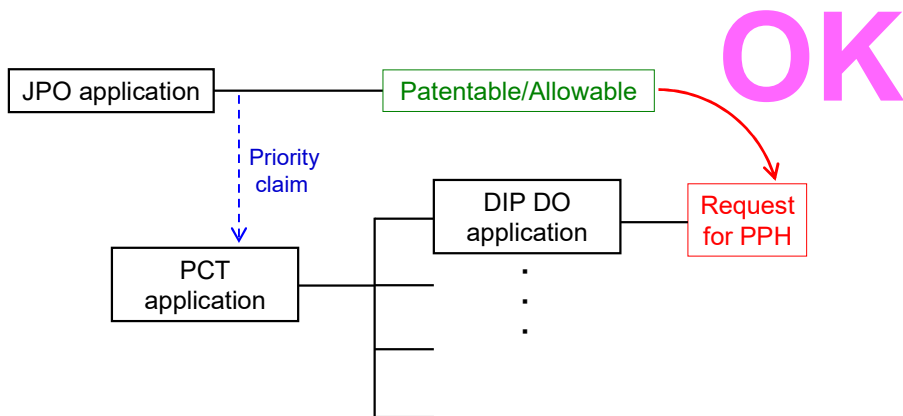 OK
JPO application
Patentable/Allowable
Priority
claim
DIP DO
application
Request
for PPH
PCT
application